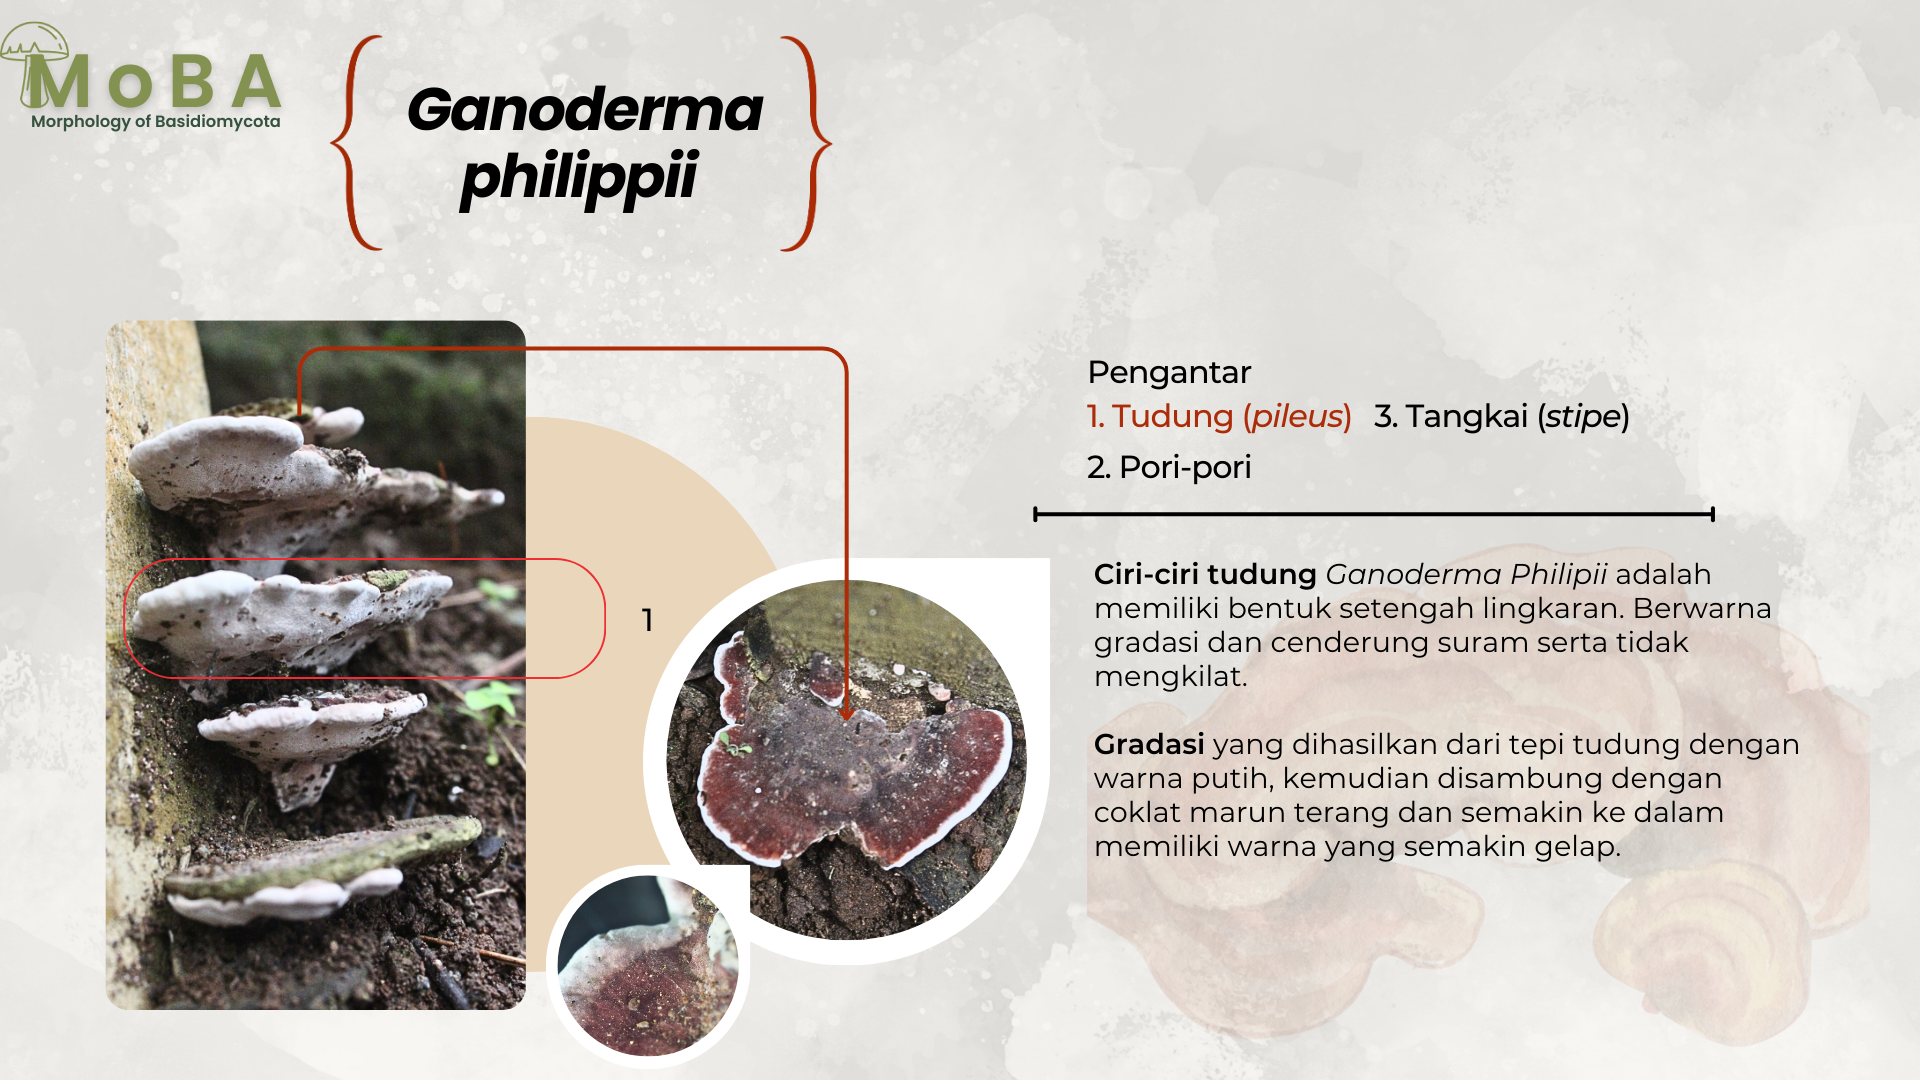 MoBA
Morphology of Basidiomycota
Ganoderma
philippii
1
Pengantar
1. Tudung (pileus) 3. Tangkai (stipe)
2. Pori-pori
Ciri-ciri tudung Ganoderma Philipii adalah
memiliki bentuk setengah lingkaran. Berwarna
gradasi dan cenderung suram serta tidak
mengkilat.
Gradasi yang dihasilkan dari tepi tudung dengan
warna putih, kemudian disambung dengan
coklat marun terang dan semakin ke dalam
memiliki warna yang semakin gelap.